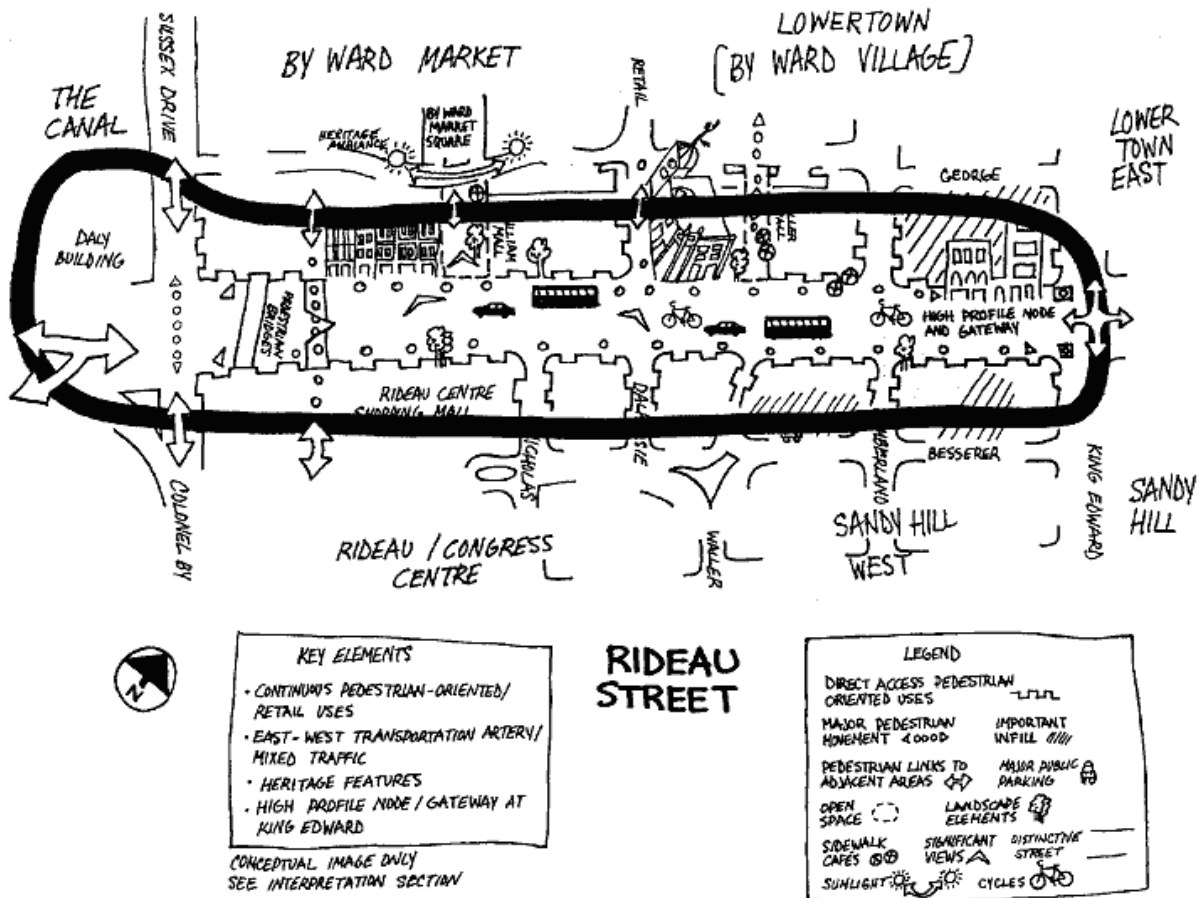 LOWERTOWN
[BY WARD VILLAGE]
BY WARD MARKET
SUSSEX DRIVE
RETAIL
THE
CANAL
LOWER
TOWN
EAST
BY WARD
MARKET
SQUARE
HERITAGE
AMBIANCE
GEORGE
DALY
BUILDING
MALL
PEDESTRIAN
BRIDGES
HIGH PROFILE NODE
AND GATEWAY
RIDEAU CENTRE
SHOPPING MALL
NICHOLAS
BESSERER
KING EDWARD
SANDY
HILL
COLONEL BY
RIDEAU / CONGRESS
CENTRE
WALLER
SANDY HILL
WEST
N
KEY ELEMENTS
• CONTINUOUS PEDESTRIAN-ORIENTED/
RETAIL USES
• EAST-WEST TRANSPORTATION ARTERY/
MIXED TRAFFIC
• HERITAGE FEATURES
• HIGH PROFILE NODE/GATEWAY AT
KING EDWARD
CONCEPTUAL IMAGE ONLY
SEE INTERPRETATION SECTION
RIDEAU
STREET
LEGEND
DIRECT ACCESS PEDESTRIAN
ORIENTED USES
MAJOR PEDESTRIAN
MOVEMENT
IMPORTANT
INFILL
PEDESTRIAN LINKS TO
ADJACENT AREAS
MAJOR PUBLIC
PARKING
OPEN
SPACE
LANDSCAPE
ELEMENTS
SIDEWALK
CAFÉS
SIGNIFICANT
VIEWS
DISTINCTIVE
STREET
SUNLIGHT
CYCLES